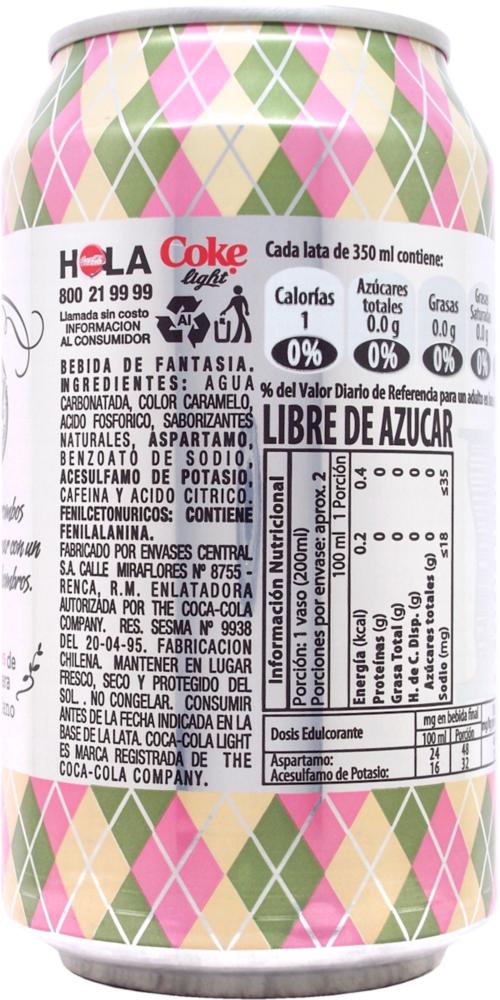 HOLA
Coca-Cola
Coke
light
800 21 99 99
Llamada sin costo
INFORMACION
AL CONSUMIDOR
Al
BEBIDA DE FANTASIA.
INGREDIENTES: AGUA
CARBONATADA, COLOR CARAMELO,
ACIDO FOSFORICO, SABORIZANTES
NATURALES, ASPARTAMO,
BENZOATO DE SODIO,
ACESULFAMO DE POTASIO,
CAFEINA Y ACIDO CITRICO.
FENILCETONURICOS: CONTIENE
FENILALANINA.
FABRICADO POR ENVASES CENTRAL
S.A. CALLE MIRAFLORES Nº 8755 -
RENCA, R.M. ENLATADORA
AUTORIZADA POR THE COCA-COLA
COMPANY. RES. SESMA Nº 9938
DEL 20-04-95. FABRICACION
CHILENA. MANTENER EN LUGAR
FRESCO, SECO Y PROTEGIDO DEL
SOL. NO CONGELAR. CONSUMIR
ANTES DE LA FECHA INDICADA EN LA
BASE DE LA LATA. COCA-COLA LIGHT
ES MARCA REGISTRADA DE THE
COCA-COLA COMPANY.
Cada lata de 350 ml contiene:
Calorías
1
0%
Azúcares
totales
0.0 g
0%
Grasas
0.0 g
0%
% del Valor Diario de Referencia para un adulto
LIBRE DE AZUCAR
Información Nutricional
Porción: 1 vaso (200ml)
Porciones por envase: aprox. 2
100 ml 1 Porción
Energía (kcal) 0.2 0.4
Proteínas (g) 0 0
Grasa Total (g) 0 0
H. de C. Disp. (g) 0 0
Azúcares totales (g) 0 0
Sodio (mg) ≤18 ≤35
Dosis Edulcorante
mg en bebida final
100 ml Porción
Aspartamo: 24 48
Acesulfamo de Potasio: 16 32